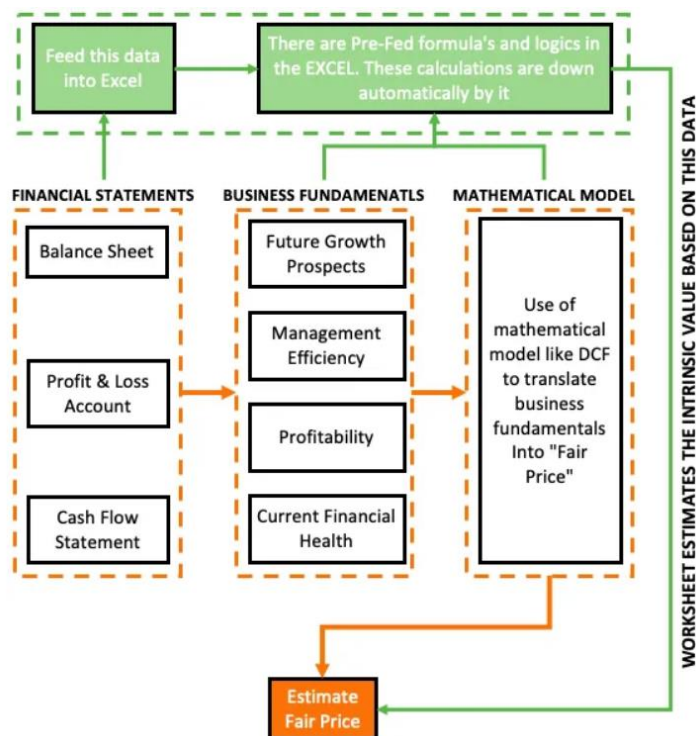 Feed this data
into Excel
There are Pre-Fed formula's and logics in
the EXCEL. These calculations are down
automatically by it
FINANCIAL STATEMENTS
BUSINESS FUNDAMENATLS
MATHEMATICAL MODEL
Balance Sheet
Profit & Loss
Account
Cash Flow
Statement
Future Growth
Prospects
Management
Efficiency
Profitability
Current Financial
Health
Use of
mathematical
model like DCF
to translate
business
fundamentals
Into "Fair
Price"
WORKSHEET ESTIMATES THE INTRINSIC VALUE BASED ON THIS DATA
Estimate
Fair Price